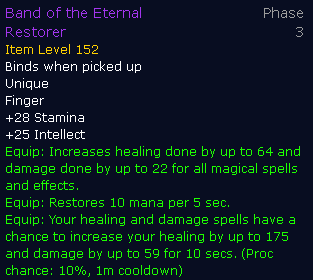 Band of the Eternal Phase
Restorer 3
Item Level 152
Binds when picked up
Unique
Finger
+28 Stamina
+25 Intellect
Equip: Increases healing done by up to 64 and
damage done by up to 22 for all magical spells
and effects.
Equip: Restores 10 mana per 5 sec.
Equip: Your healing and damage spells have a
chance to increase your healing by up to 175
and damage by up to 59 for 10 secs. (Proc
chance: 10%, 1m cooldown)